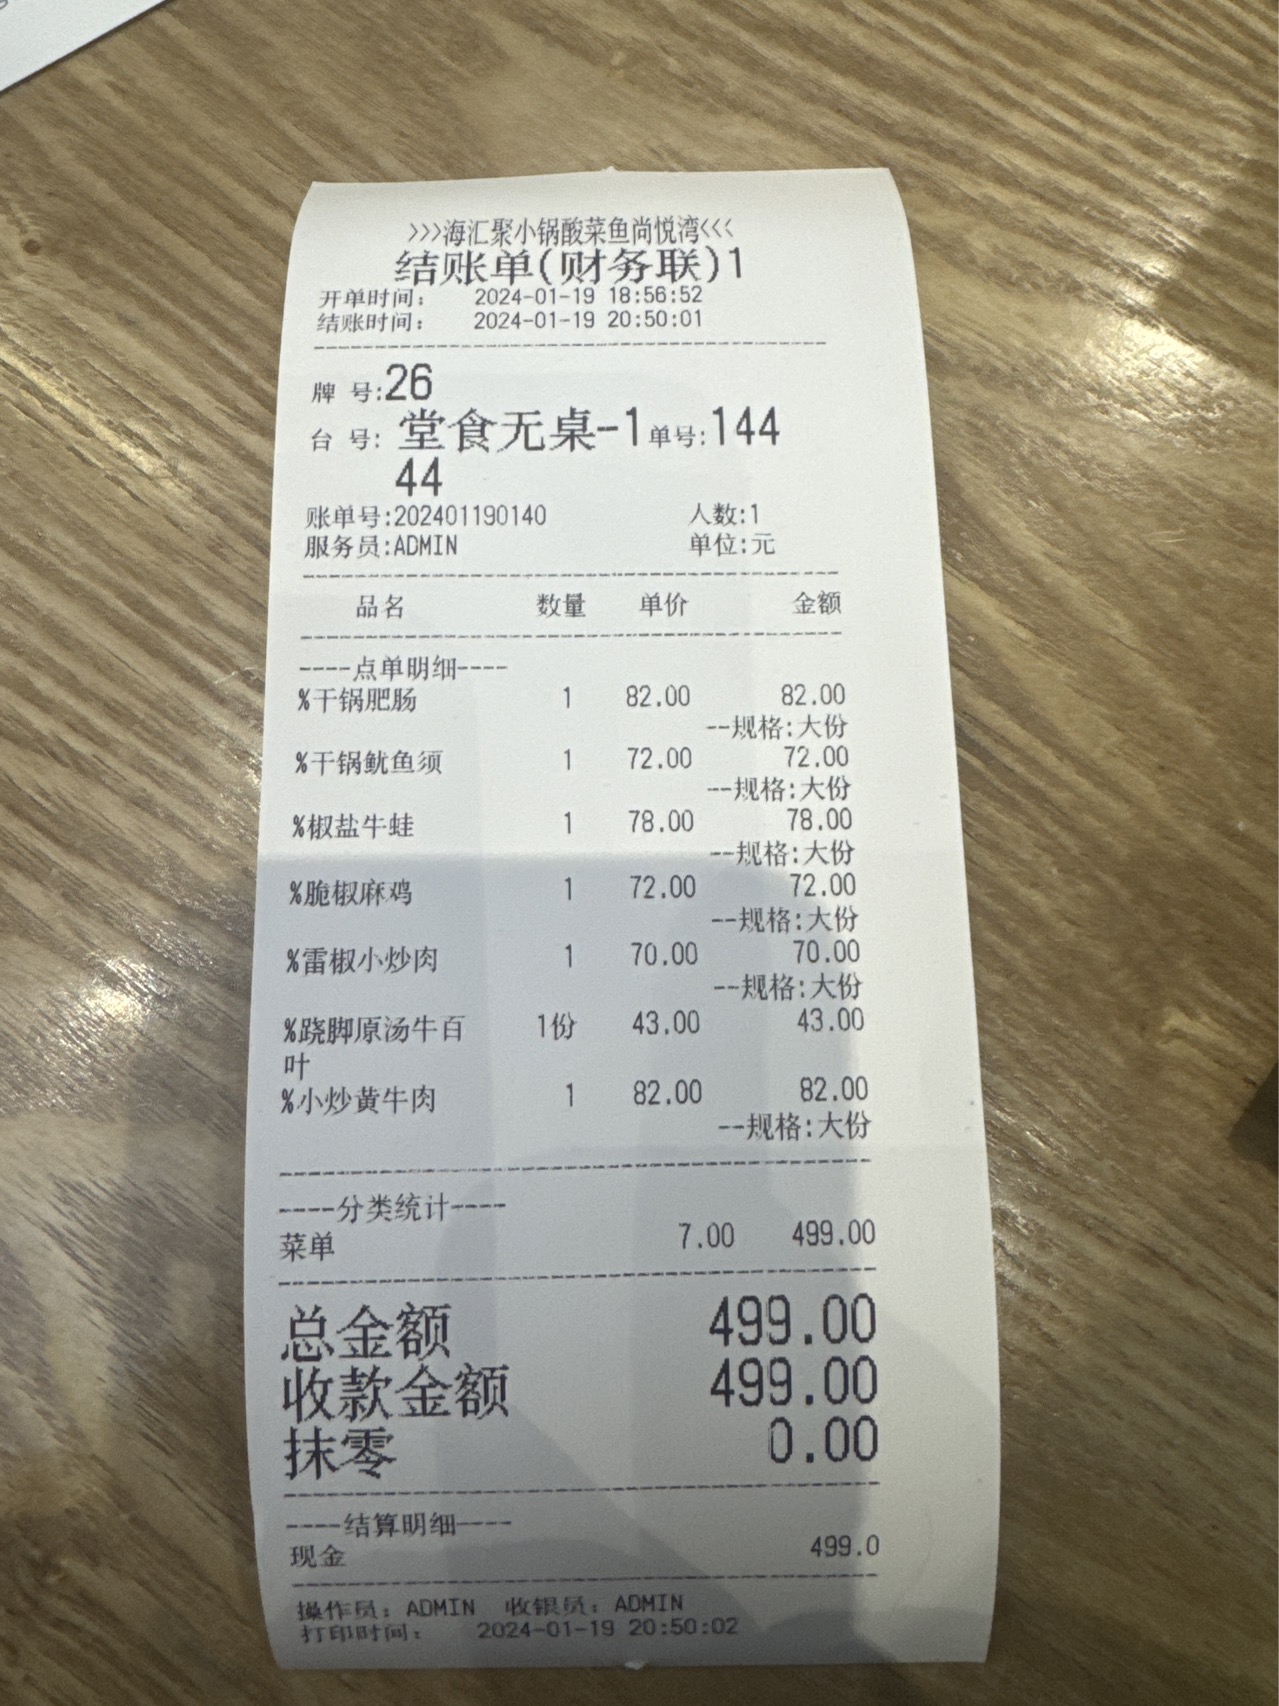 >>>海汇聚小锅酸菜鱼尚悦湾<<<
结账单(财务联)1
开单时间: 2024-01-19 18:56:52
结账时间: 2024-01-19 20:50:01
牌 号:26
台 号: 堂食无桌-1单号:144
44
账单号:202401190140 人数:1
服务员:ADMIN 单位:元
品名 数量 单价 金额
----点单明细----
%干锅肥肠 1 82.00 82.00
--规格:大份
%干锅鱿鱼须 1 72.00 72.00
--规格:大份
%椒盐牛蛙 1 78.00 78.00
--规格:大份
%脆椒麻鸡 1 72.00 72.00
--规格:大份
%雷椒小炒肉 1 70.00 70.00
--规格:大份
%跷脚原汤牛百 1份 43.00 43.00
叶
%小炒黄牛肉 1 82.00 82.00
--规格:大份
----分类统计----
菜单 7.00 499.00
总金额 499.00
收款金额 499.00
抹零 0.00
----结算明细----
现金 499.0
操作员: ADMIN 收银员: ADMIN
打印时间: 2024-01-19 20:50:02